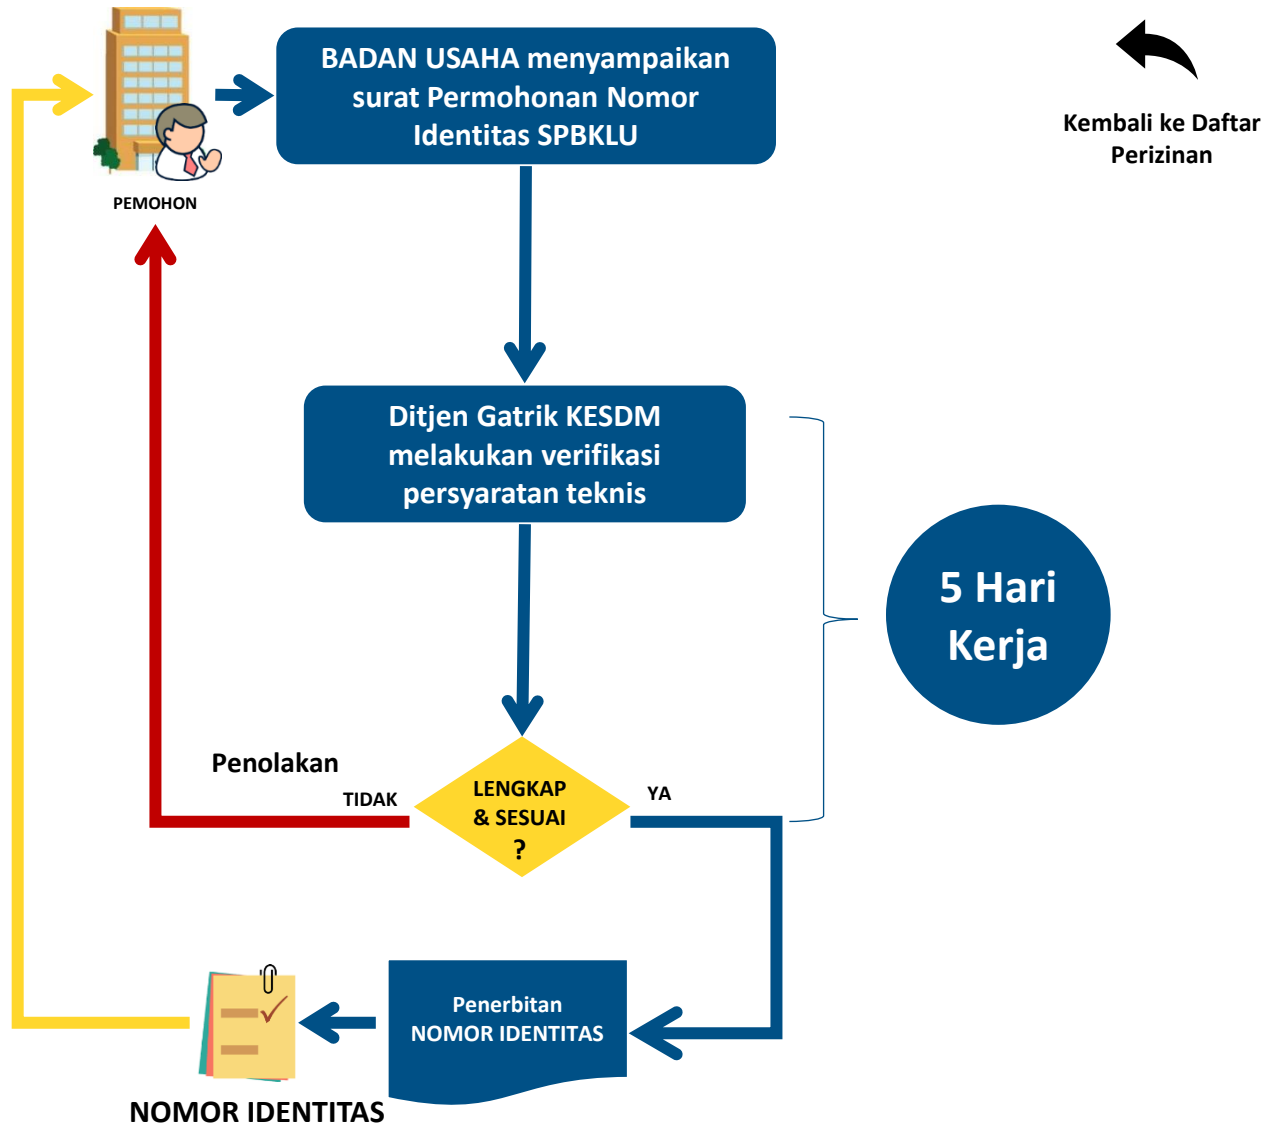 BADAN USAHA menyampaikan
surat Permohonan Nomor
Identitas SPBKLU
Kembali ke Daftar
Perizinan
PEMOHON
Ditjen Gatrik KESDM
melakukan verifikasi
persyaratan teknis
5 Hari
Kerja
Penolakan
TIDAK
LENGKAP
& SESUAI
?
YA
Penerbitan
NOMOR IDENTITAS
NOMOR IDENTITAS